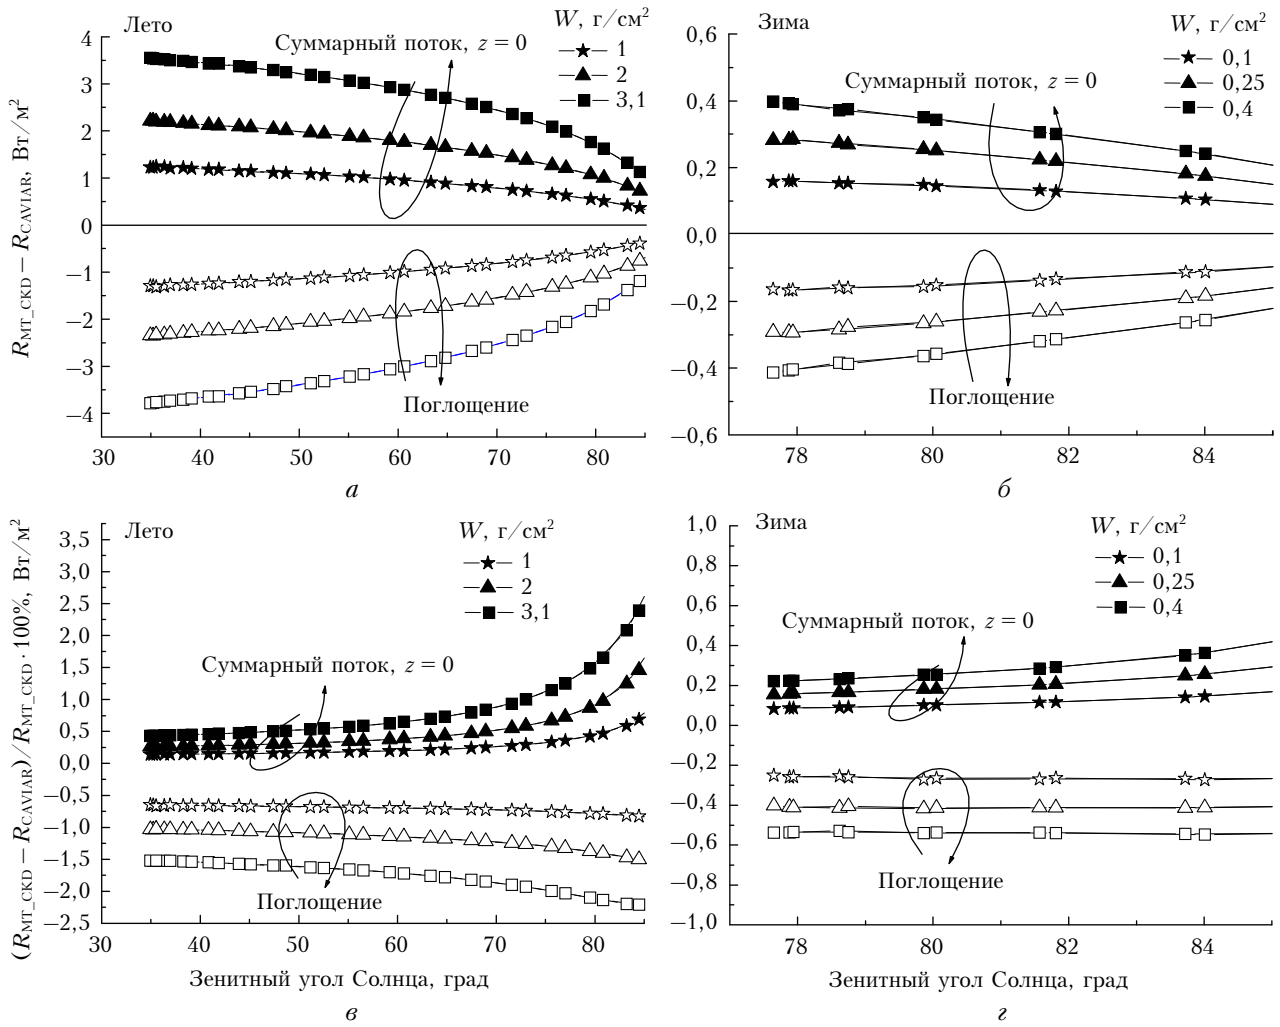 Лето
W, г/см²
1
2
3,1
Суммарный поток, z = 0
Поглощение
R_MT_CKD – R_CAVIAR, Вт/м²
4
3
2
1
0
–1
–2
–3
–4
30 40 50 60 70 80
а
Зима
W, г/см²
0,1
0,25
0,4
Суммарный поток, z = 0
Поглощение
0,6
0,4
0,2
0,0
–0,2
–0,4
–0,6
78 80 82 84
б
Лето
W, г/см²
1
2
3,1
Суммарный поток, z = 0
Поглощение
(R_MT_CKD – R_CAVIAR)/R_MT_CKD · 100%, Вт/м²
3,5
3,0
2,5
2,0
1,5
1,0
0,5
0,0
–0,5
–1,0
–1,5
–2,0
–2,5
30 40 50 60 70 80
Зенитный угол Солнца, град
в
Зима
W, г/см²
0,1
0,25
0,4
Суммарный поток, z = 0
Поглощение
1,0
0,8
0,6
0,4
0,2
0,0
–0,2
–0,4
–0,6
–0,8
–1,0
78 80 82 84
Зенитный угол Солнца, град
г